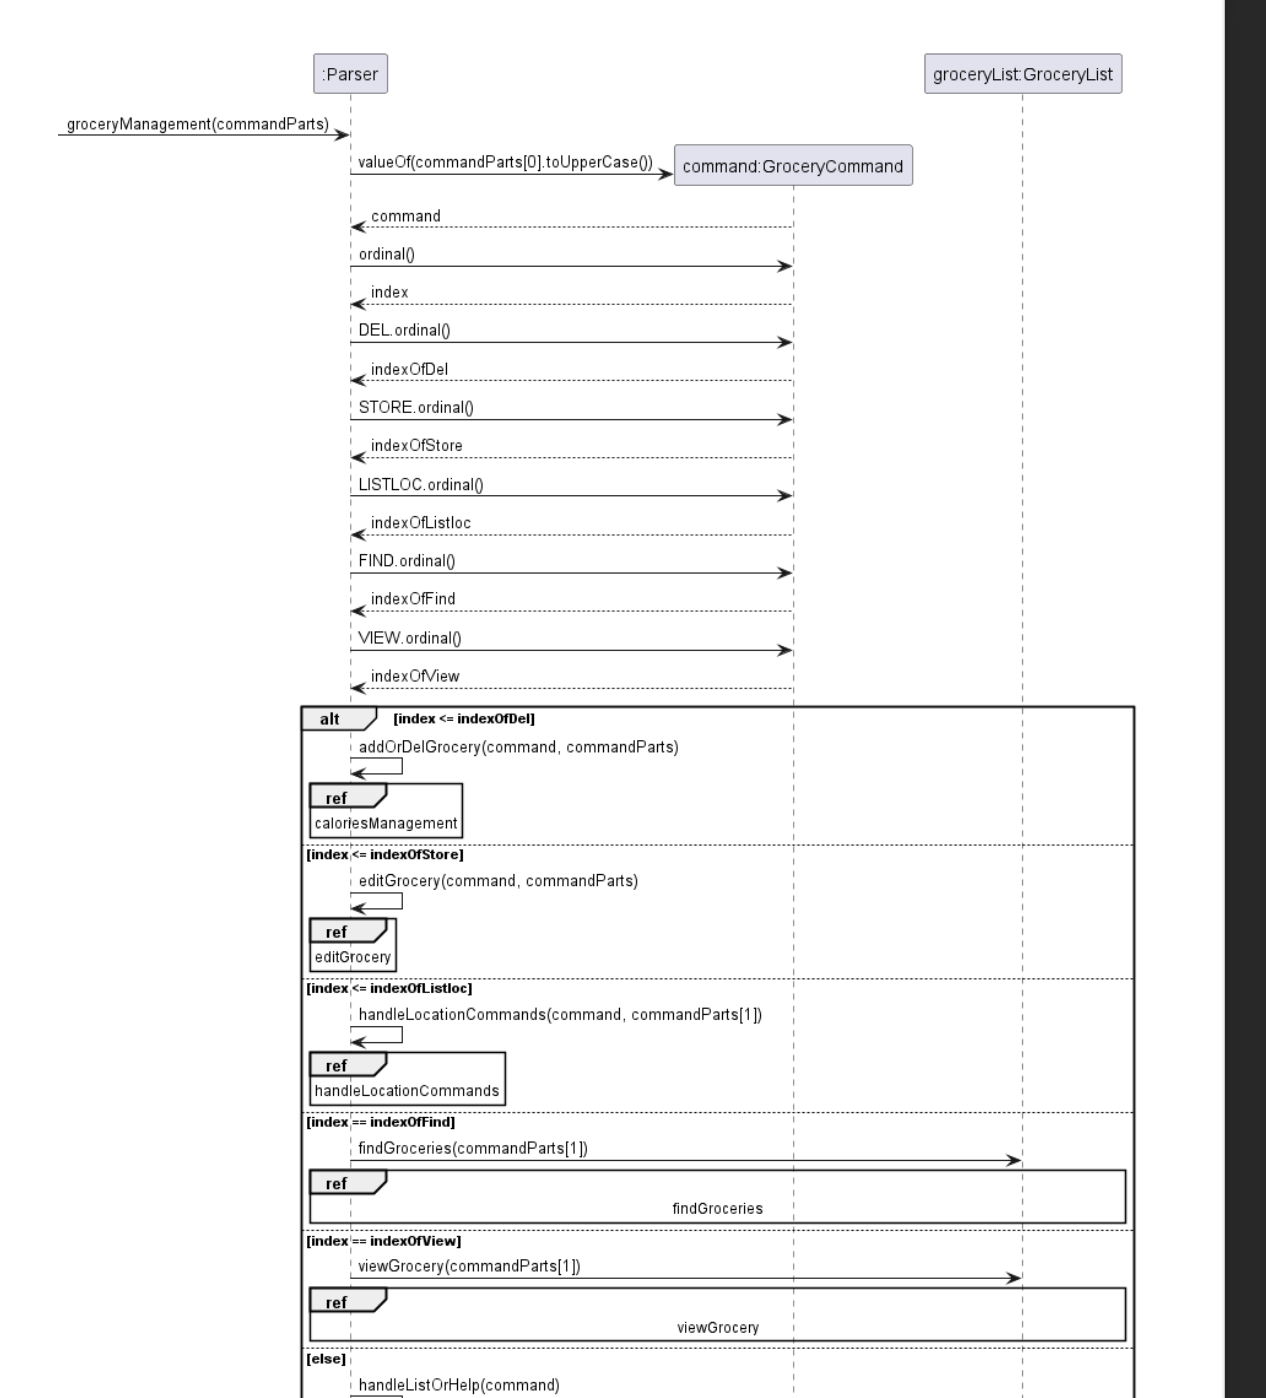 :Parser
groceryList:GroceryList
groceryManagement(commandParts)
valueOf(commandParts[0].toUpperCase())
command:GroceryCommand
command
ordinal()
index
DEL.ordinal()
indexOfDel
STORE.ordinal()
indexOfStore
LISTLOC.ordinal()
indexOfListloc
FIND.ordinal()
indexOfFind
VIEW.ordinal()
indexOfView
alt [index <= indexOfDel]
addOrDelGrocery(command, commandParts)
ref
caloriesManagement
[index <= indexOfStore]
editGrocery(command, commandParts)
ref
editGrocery
[index <= indexOfListloc]
handleLocationCommands(command, commandParts[1])
ref
handleLocationCommands
[index == indexOfFind]
findGroceries(commandParts[1])
ref
findGroceries
[index == indexOfView]
viewGrocery(commandParts[1])
ref
viewGrocery
[else]
handleListOrHelp(command)